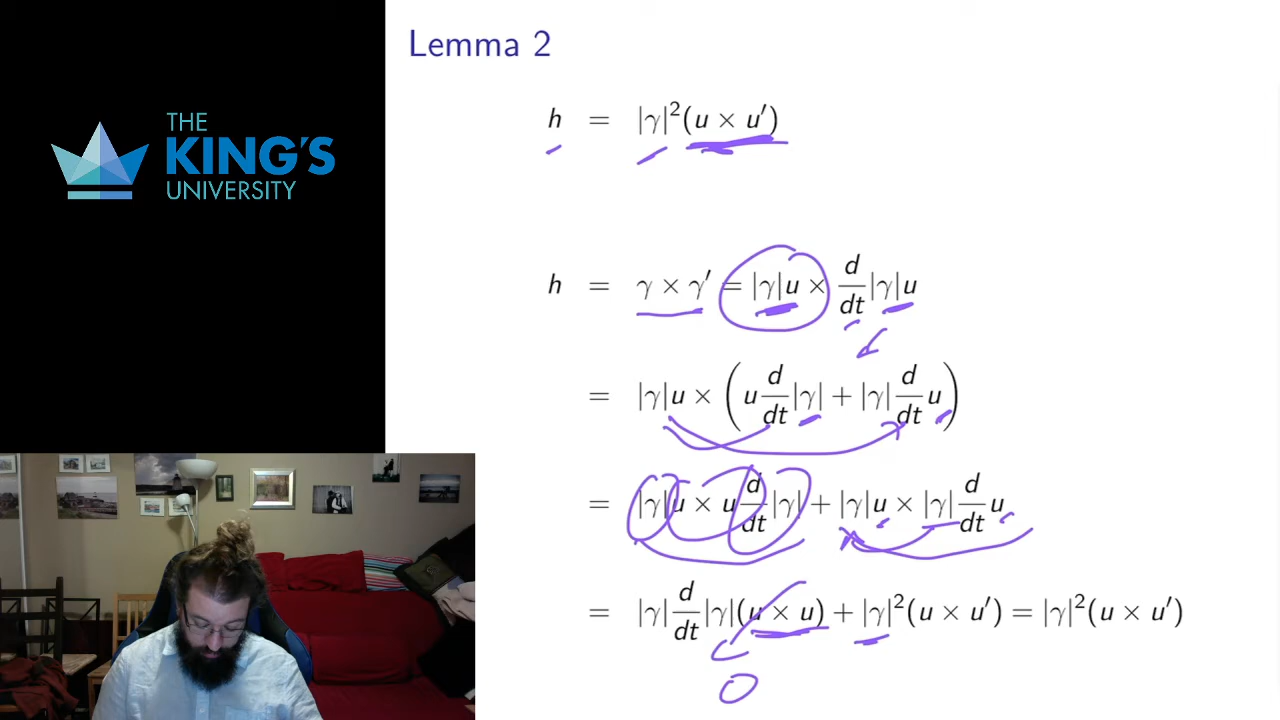 THE
KING'S
UNIVERSITY
Lemma 2
h = |γ|²(u × u′)
h = γ × γ′ = |γ|u × d/dt |γ|u
= |γ|u × (u d/dt |γ| + |γ| d/dt u)
= |γ|u × u d/dt |γ| + |γ|u × |γ| d/dt u
= |γ| d/dt |γ|(u × u) + |γ|²(u × u′) = |γ|²(u × u′)
0